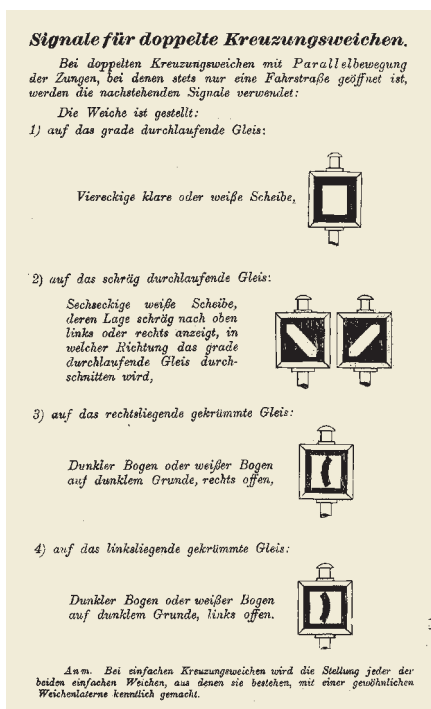 Signale für doppelte Kreuzungsweichen.
Bei doppelten Kreuzungsweichen mit Parallelbewegung
der Zungen, bei denen stets nur eine Fahrstraße geöffnet ist,
werden die nachstehenden Signale verwendet:
Die Weiche ist gestellt:
1) auf das grade durchlaufende Gleis:
Viereckige klare oder weiße Scheibe,
2) auf das schräg durchlaufende Gleis:
Sechseckige weiße Scheibe,
deren Lage schräg nach oben
links oder rechts anzeigt, in
welcher Richtung das grade
durchlaufende Gleis durch-
schnitten wird,
3) auf das rechtsliegende gekrümmte Gleis:
Dunkler Bogen oder weißer Bogen
auf dunklem Grunde, rechts offen,
4) auf das linksliegende gekrümmte Gleis:
Dunkler Bogen oder weißer Bogen
auf dunklem Grunde, links offen.
Anm. Bei einfachen Kreuzungsweichen wird die Stellung jeder der
beiden einfachen Weichen, aus denen sie bestehen, mit einer gewöhnlichen
Weichenlaterne kenntlich gemacht.